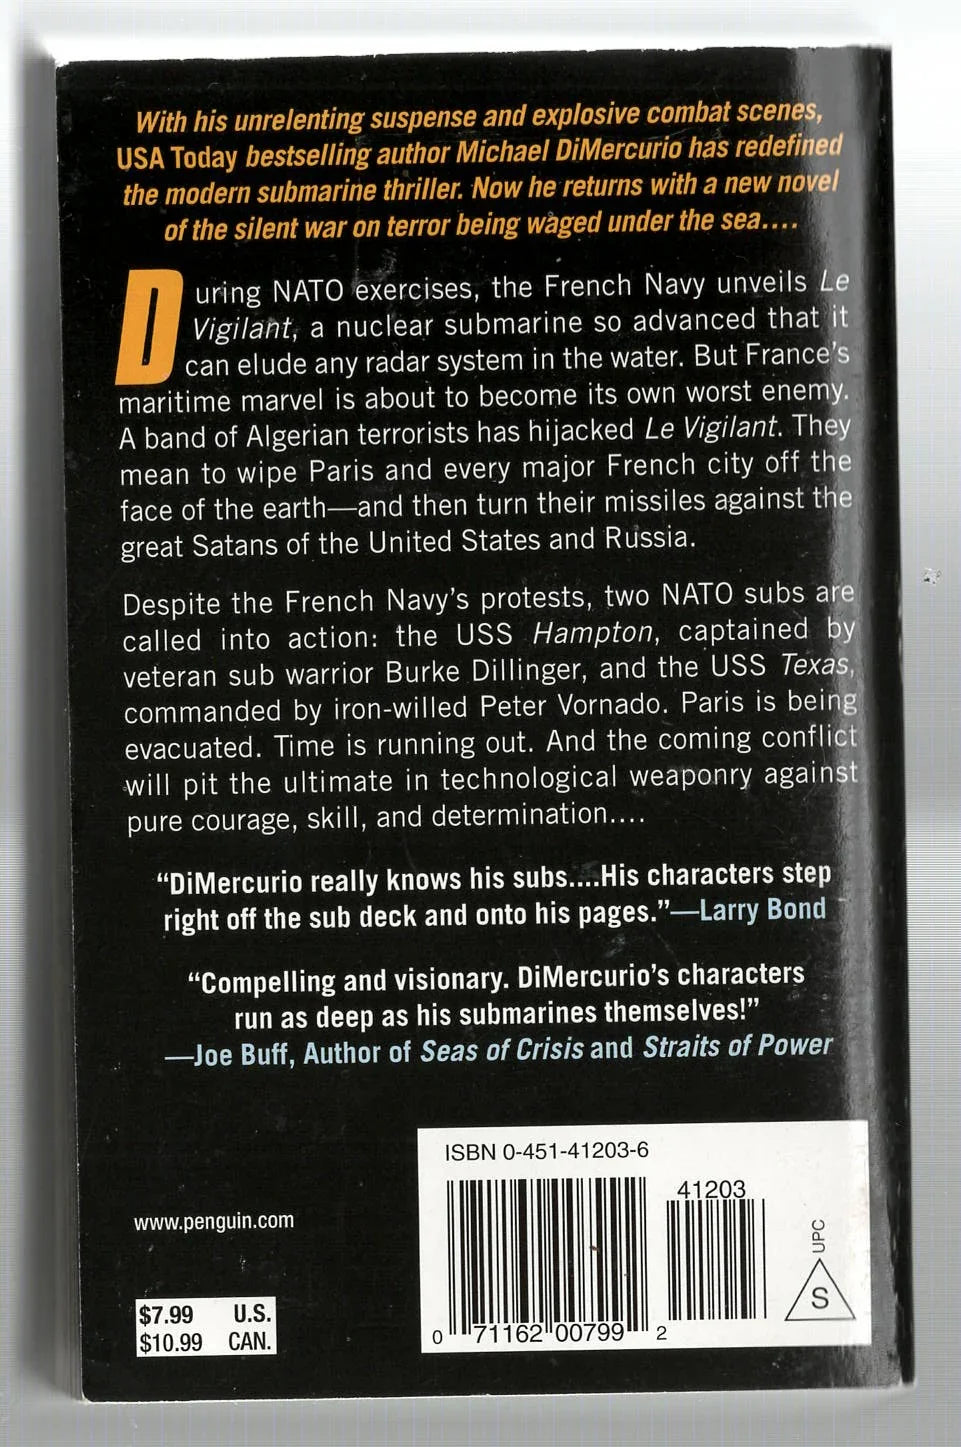 With his unrelenting suspense and explosive combat scenes,
USA Today bestselling author Michael DiMercurio has redefined
the modern submarine thriller. Now he returns with a new novel
of the silent war on terror being waged under the sea....
During NATO exercises, the French Navy unveils Le
Vigilant, a nuclear submarine so advanced that it
can elude any radar system in the water. But France's
maritime marvel is about to become its own worst enemy.
A band of Algerian terrorists has hijacked Le Vigilant. They
mean to wipe Paris and every major French city off the
face of the earth—and then turn their missiles against the
great Satans of the United States and Russia.
Despite the French Navy's protests, two NATO subs are
called into action: the USS Hampton, captained by
veteran sub warrior Burke Dillinger, and the USS Texas,
commanded by iron-willed Peter Vornado. Paris is being
evacuated. Time is running out. And the coming conflict
will pit the ultimate in technological weaponry against
pure courage, skill, and determination....
“DiMercurio really knows his subs....His characters step
right off the sub deck and onto his pages.”—Larry Bond
“Compelling and visionary. DiMercurio's characters
run as deep as his submarines themselves!”
—Joe Buff, Author of Seas of Crisis and Straits of Power
ISBN 0-451-41203-6
41203
www.penguin.com
UPC
S
$7.99 U.S.
$10.99 CAN.
0 71162 00799 2